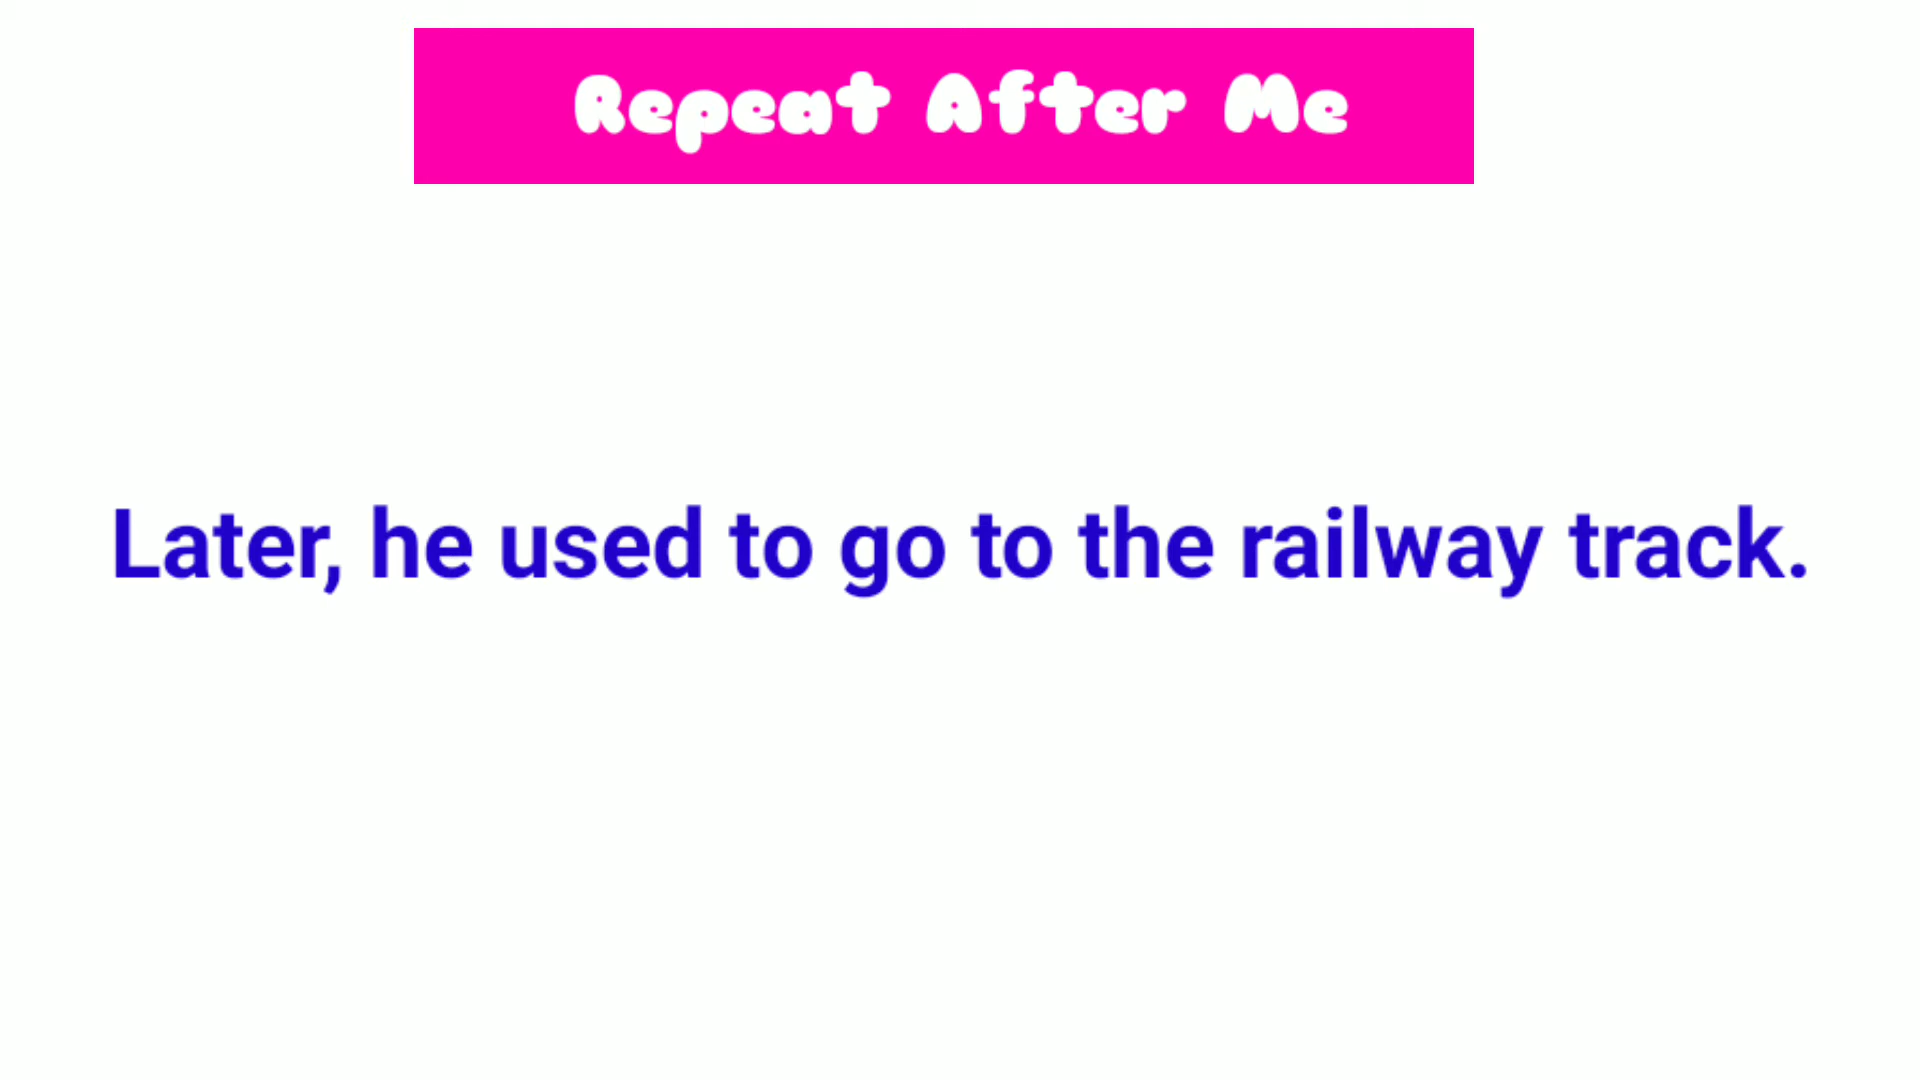 Repeat After Me
Later, he used to go to the railway track.